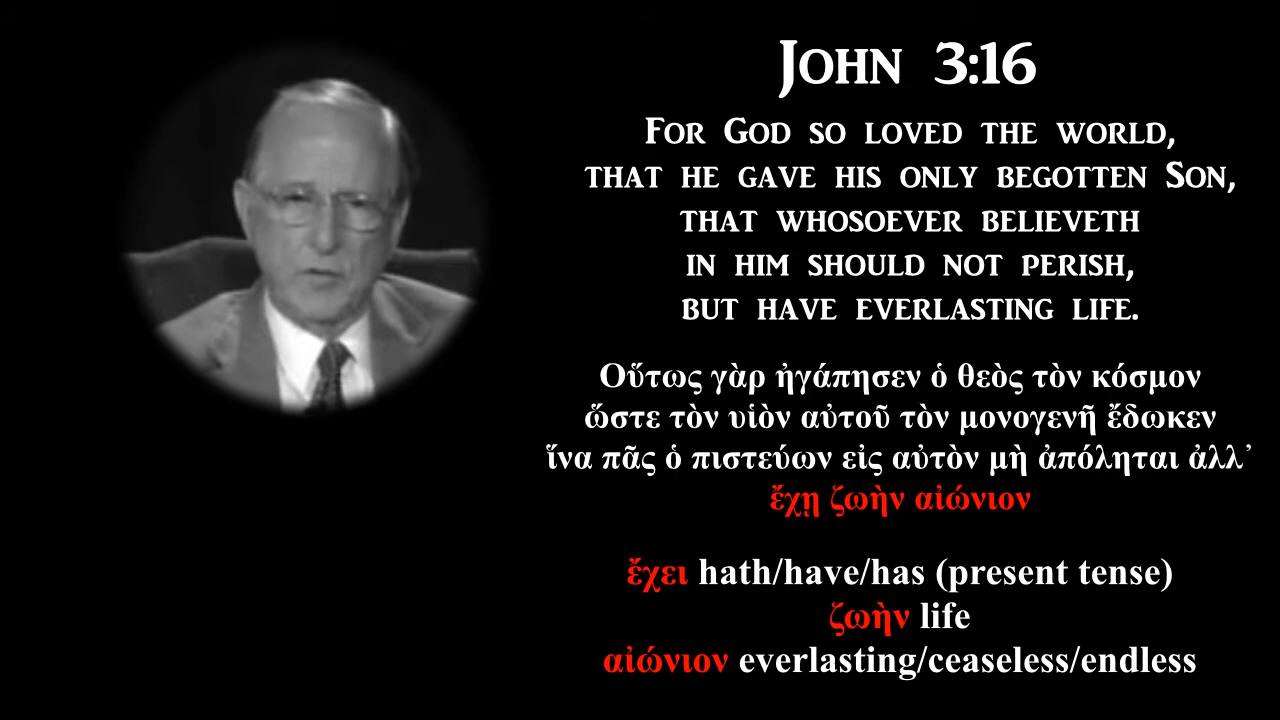 John 3:16
For God so loved the world,
that he gave his only begotten Son,
that whosoever believeth
in him should not perish,
but have everlasting life.
Οὕτως γὰρ ἠγάπησεν ὁ θεὸς τὸν κόσμον
ὥστε τὸν υἱὸν αὐτοῦ τὸν μονογενῆ ἔδωκεν
ἵνα πᾶς ὁ πιστεύων εἰς αὐτὸν μὴ ἀπόληται ἀλλ᾽
ἔχῃ ζωὴν αἰώνιον
ἔχει hath/have/has (present tense)
ζωὴν life
αἰώνιον everlasting/ceaseless/endless